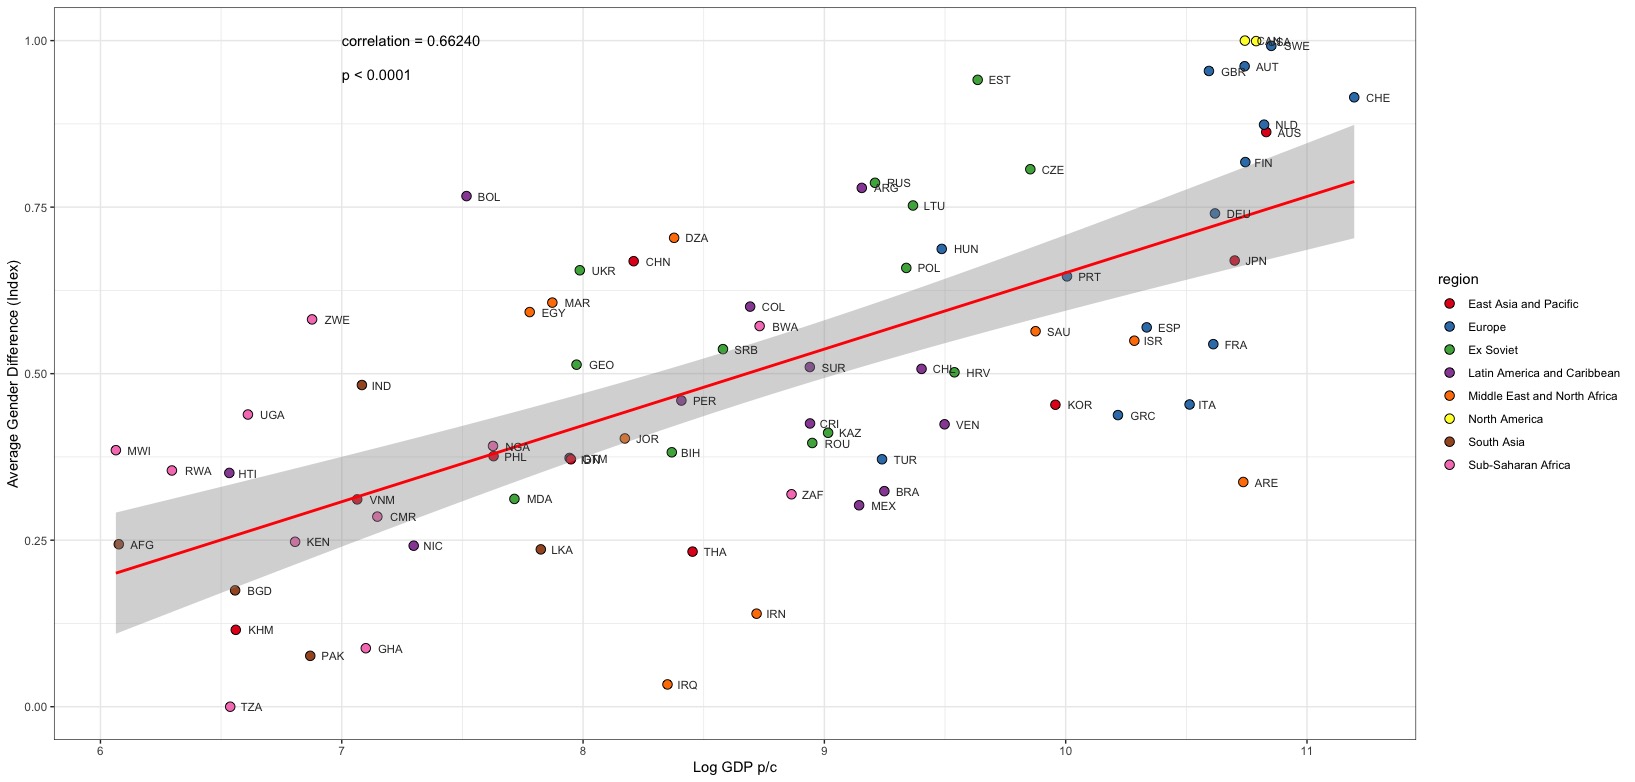 correlation = 0.66240
p < 0.0001
1.00
0.75
0.50
0.25
0.00
Average Gender Difference (Index)
6
7
8
9
10
11
Log GDP p/c
CAN
USA
SWE
AUT
GBR
EST
CHE
NLD
AUS
FIN
CZE
RUS
ARG
BOL
LTU
DEU
DZA
HUN
CHN
JPN
POL
UKR
PRT
MAR
COL
EGY
BWA
ZWE
ESP
SAU
ISR
FRA
SRB
GEO
SUR
CHL
HRV
IND
PER
KOR
ITA
UGA
GRC
CRI
VEN
KAZ
JOR
ROU
NGA
MWI
BIH
PHL
GTM
IDN
TUR
RWA
HTI
ARE
BRA
ZAF
MEX
VNM
MDA
CMR
KEN
AFG
NIC
LKA
THA
BGD
IRN
KHM
GHA
PAK
IRQ
TZA
region
East Asia and Pacific
Europe
Ex Soviet
Latin America and Caribbean
Middle East and North Africa
North America
South Asia
Sub-Saharan Africa